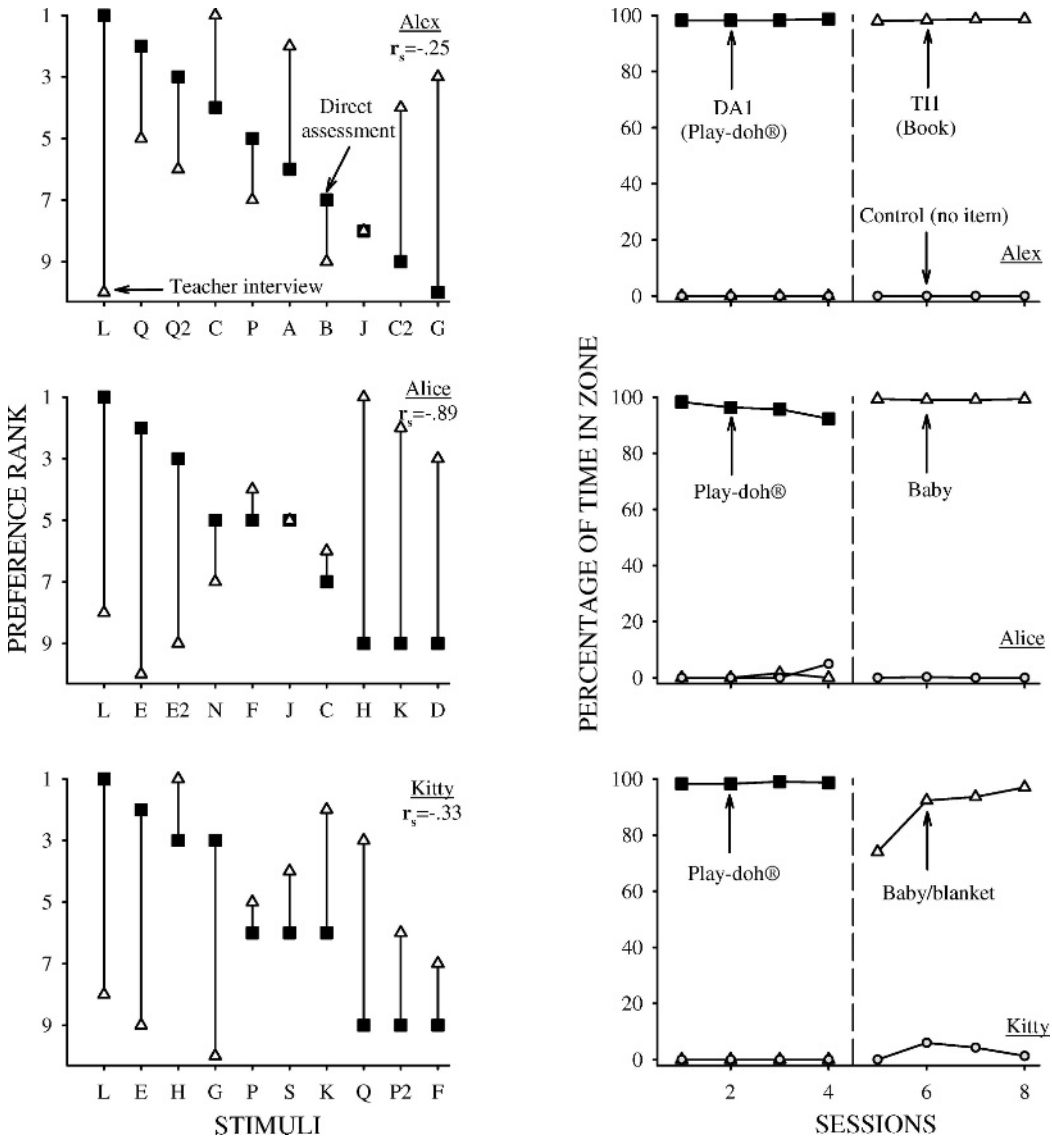 PREFERENCE RANK
1
3
5
7
9
Alex
rs=-.25
Direct
assessment
Teacher interview
L Q Q2 C P A B J C2 G
1
3
5
7
9
Alice
rs=-.89
L E E2 N F J C H K D
1
3
5
7
9
Kitty
rs=-.33
L E H G P S K Q P2 F
STIMULI
PERCENTAGE OF TIME IN ZONE
100
80
60
40
20
0
DA1
(Play-doh®)
TI1
(Book)
Control (no item)
Alex
100
80
60
40
20
0
Play-doh®
Baby
Alice
100
80
60
40
20
0
Play-doh®
Baby/blanket
Kitty
2 4 6 8
SESSIONS